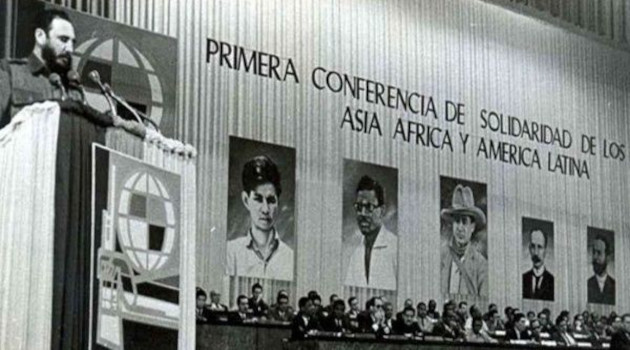 PRIMERA CONFERENCIA DE SOLIDARIDAD DE LOS
ASIA AFRICA Y AMERICA LATINA